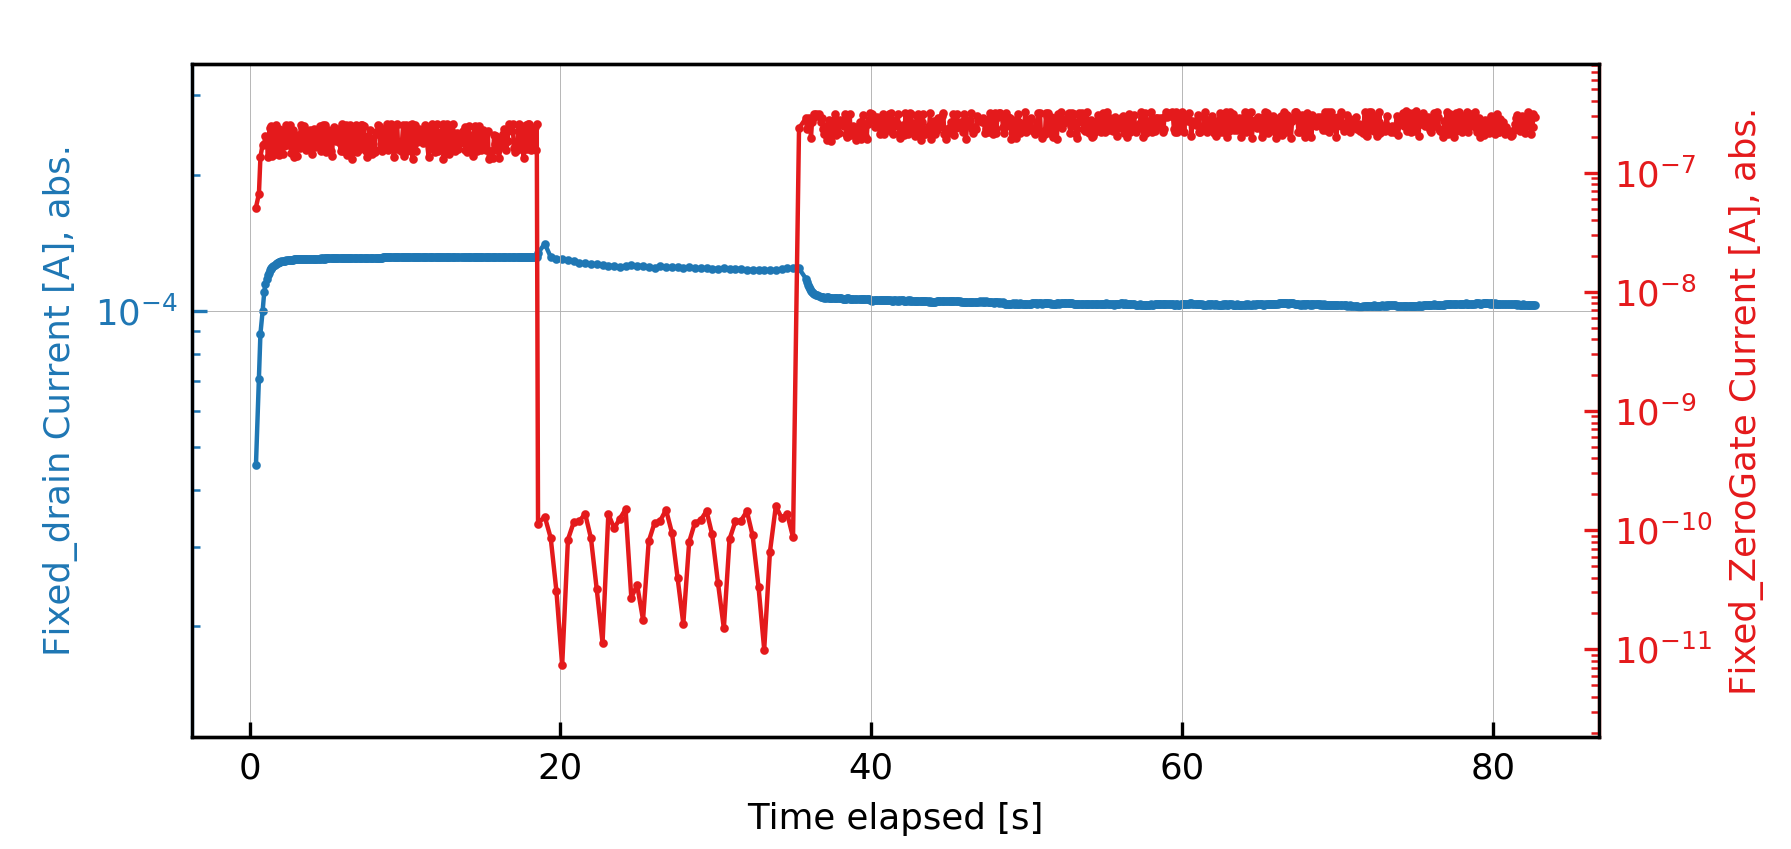 Fixed_drain Current [A], abs.
10⁻⁴
0 20 40 60 80
Time elapsed [s]
10⁻⁷
10⁻⁸
10⁻⁹
10⁻¹⁰
10⁻¹¹
Fixed_ZeroGate Current [A], abs.